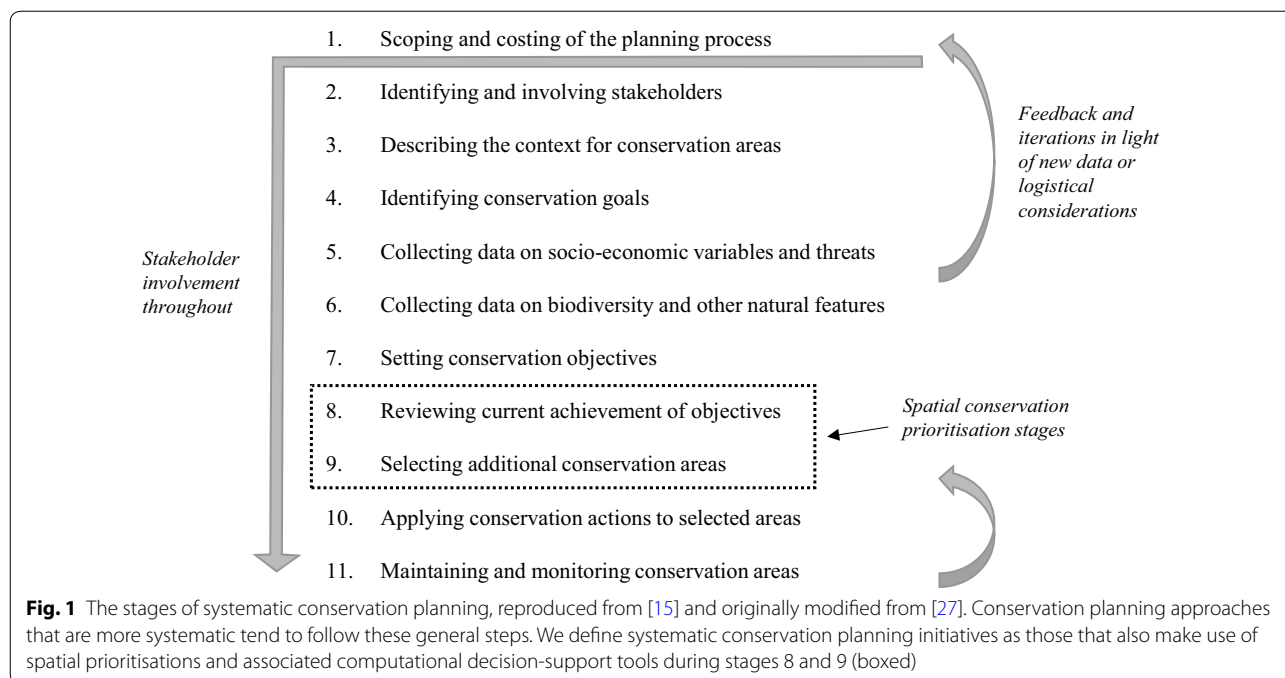 1. Scoping and costing of the planning process
2. Identifying and involving stakeholders
3. Describing the context for conservation areas
4. Identifying conservation goals
5. Collecting data on socio-economic variables and threats
6. Collecting data on biodiversity and other natural features
7. Setting conservation objectives
8. Reviewing current achievement of objectives
9. Selecting additional conservation areas
10. Applying conservation actions to selected areas
11. Maintaining and monitoring conservation areas
Stakeholder
involvement
throughout
Feedback and
iterations in light
of new data or
logistical
considerations
Spatial conservation
prioritisation stages
Fig. 1 The stages of systematic conservation planning, reproduced from [15] and originally modified from [27]. Conservation planning approaches
that are more systematic tend to follow these general steps. We define systematic conservation planning initiatives as those that also make use of
spatial prioritisations and associated computational decision-support tools during stages 8 and 9 (boxed)